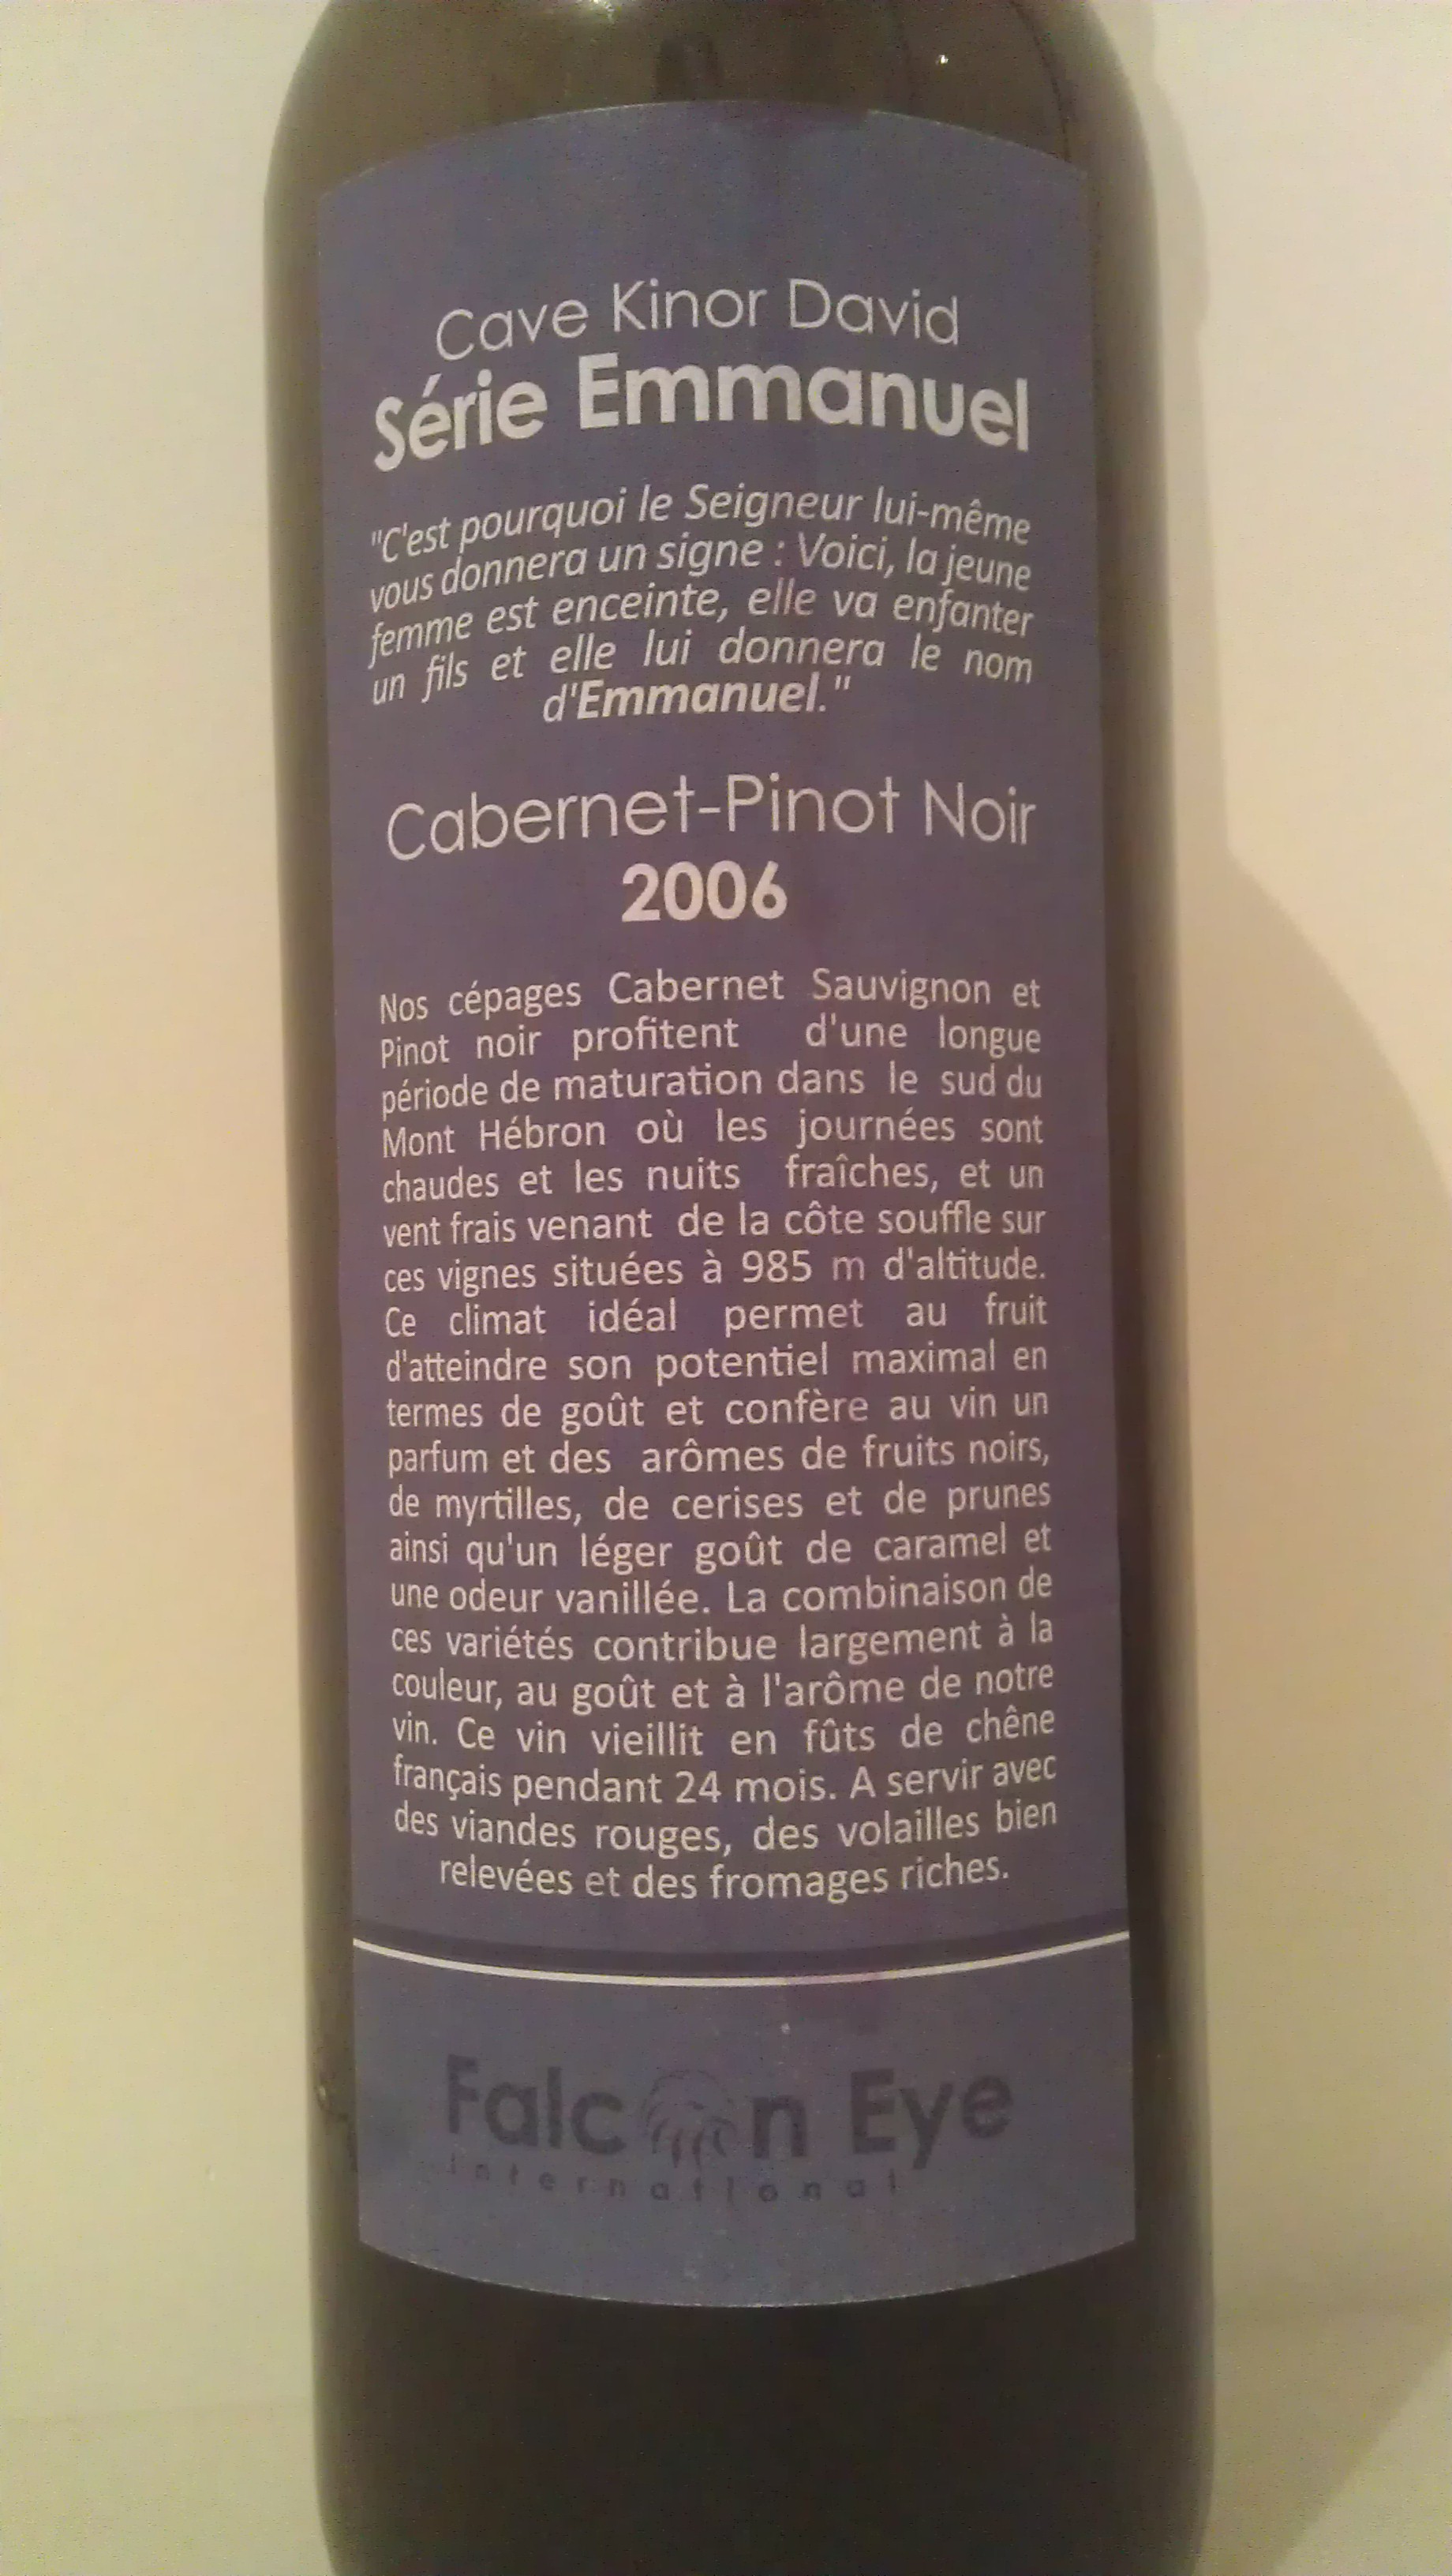 Cave Kinor David
Série Emmanuel
"C'est pourquoi le Seigneur lui-même
vous donnera un signe : Voici, la jeune
femme est enceinte, elle va enfanter
un fils et elle lui donnera le nom
d'Emmanuel."
Cabernet-Pinot Noir
2006
Nos cépages Cabernet Sauvignon et
Pinot noir profitent d'une longue
période de maturation dans le sud du
Mont Hébron où les journées sont
chaudes et les nuits fraîches, et un
vent frais venant de la côte souffle sur
ces vignes situées à 985 m d'altitude.
Ce climat idéal permet au fruit
d'atteindre son potentiel maximal en
termes de goût et confère au vin un
parfum et des arômes de fruits noirs,
de myrtilles, de cerises et de prunes
ainsi qu'un léger goût de caramel et
une odeur vanillée. La combinaison de
ces variétés contribue largement à la
couleur, au goût et à l'arôme de notre
vin. Ce vin vieillit en fûts de chêne
français pendant 24 mois. A servir avec
des viandes rouges, des volailles bien
relevées et des fromages riches.
Falcon Eye
international